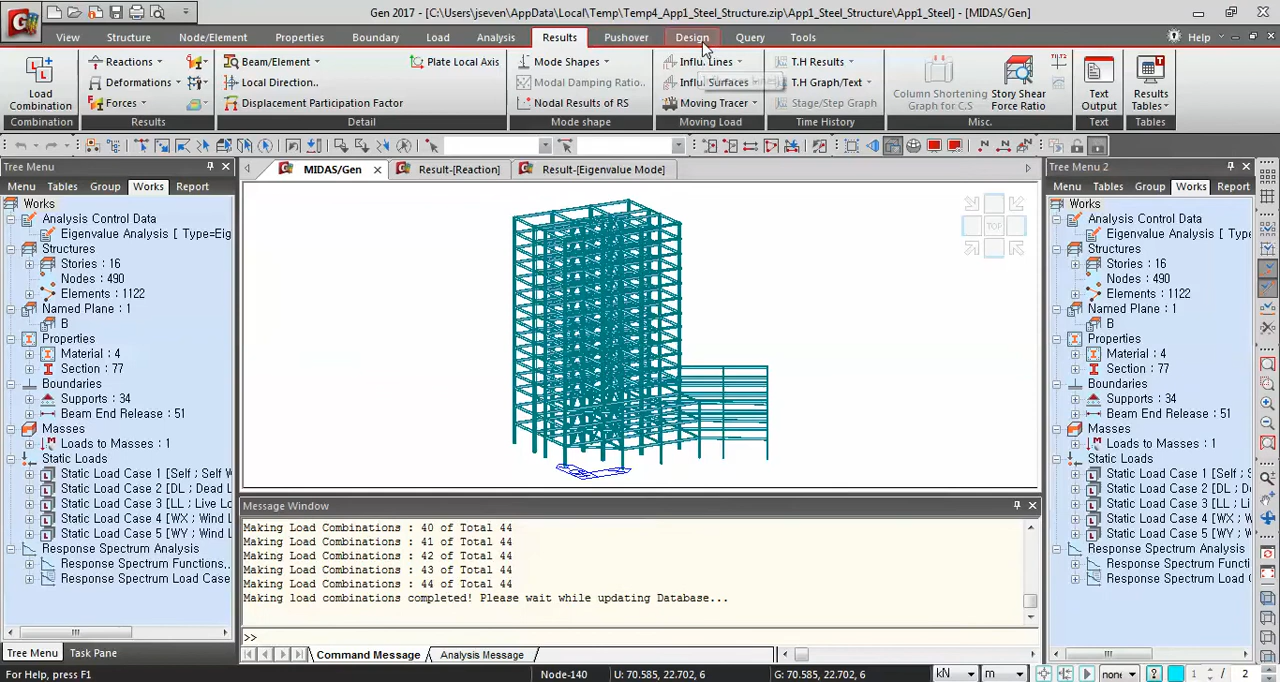 Gen 2017 - [C:\Users\jseven\AppData\Local\Temp\Temp4_App1_Steel_Structure.zip\App1_Steel_Structure\App1_Steel] - [MIDAS/Gen]
View Structure Node/Element Properties Boundary Load Analysis Results Pushover Design Query Tools Help
Load Combination
Combination
Reactions
Deformations
Forces
Results
Beam/Element
Local Direction..
Displacement Participation Factor
Plate Local Axis
Detail
Mode Shapes
Modal Damping Ratio..
Nodal Results of RS
Mode shape
Influ. Lines
Influ. Surfaces
Moving Tracer
Moving Load
T.H Results
T.H Graph/Text
Stage/Step Graph
Time History
Column Shortening Graph for C.S
Story Shear Force Ratio
Misc.
Text Output
Text
Results Tables
Tables
Tree Menu
Menu Tables Group Works Report
Works
Analysis Control Data
Eigenvalue Analysis [ Type=Eig
Structures
Stories : 16
Nodes : 490
Elements : 1122
Named Plane : 1
B
Properties
Material : 4
Section : 77
Boundaries
Supports : 34
Beam End Release : 51
Masses
Loads to Masses : 1
Static Loads
Static Load Case 1 [Self ; Self W
Static Load Case 2 [DL ; Dead L
Static Load Case 3 [LL ; Live Lo
Static Load Case 4 [WX ; Wind L
Static Load Case 5 [WY ; Wind L
Response Spectrum Analysis
Response Spectrum Functions..
Response Spectrum Load Case
Tree Menu Task Pane
MIDAS/Gen
Result-[Reaction]
Result-[Eigenvalue Mode]
TOP
Message Window
Making Load Combinations : 40 of Total 44
Making Load Combinations : 41 of Total 44
Making Load Combinations : 42 of Total 44
Making Load Combinations : 43 of Total 44
Making Load Combinations : 44 of Total 44
Making load combinations completed! Please wait while updating Database...
>>
Command Message
Analysis Message
Tree Menu 2
Menu Tables Group Works Report
Works
Analysis Control Data
Eigenvalue Analysis [ Type
Structures
Stories : 16
Nodes : 490
Elements : 1122
Named Plane : 1
B
Properties
Material : 4
Section : 77
Boundaries
Supports : 34
Beam End Release : 51
Masses
Loads to Masses : 1
Static Loads
Static Load Case 1 [Self ;
Static Load Case 2 [DL ; D
Static Load Case 3 [LL ; L
Static Load Case 4 [WX ;
Static Load Case 5 [WY ;
Response Spectrum Analysis
Response Spectrum Functi
Response Spectrum Load C
For Help, press F1
Node-140
U: 70.585, 22.702, 6
G: 70.585, 22.702, 6
kN
m
none
1 / 2